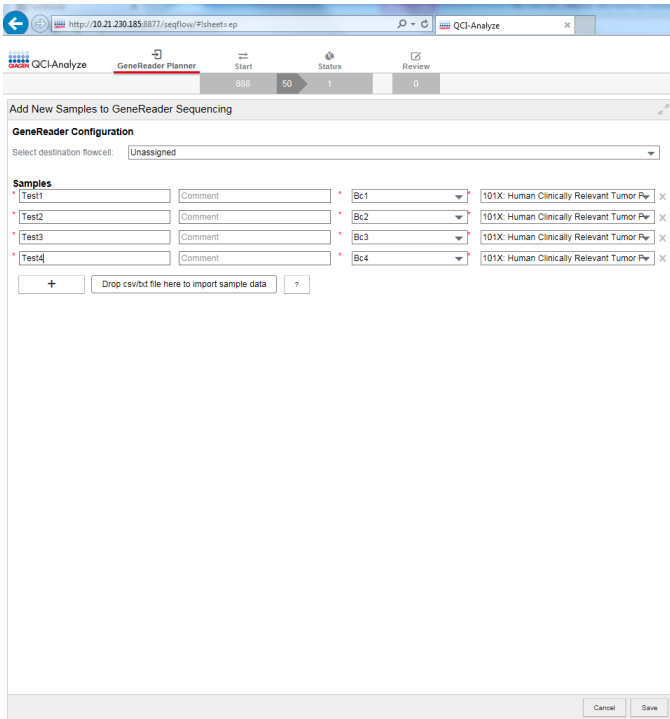 http://10.21.230.185:8877/seqflow/#!sheet=ep
QCI-Analyze
QIAGEN QCI-Analyze
GeneReader Planner
Start
Status
Review
888
50
1
0
Add New Samples to GeneReader Sequencing
GeneReader Configuration
Select destination flowcell: Unassigned
Samples
* Test1 Comment * Bc1 * 101X: Human Clinically Relevant Tumor P
* Test2 Comment * Bc2 * 101X: Human Clinically Relevant Tumor P
* Test3 Comment * Bc3 * 101X: Human Clinically Relevant Tumor P
* Test4 Comment * Bc4 * 101X: Human Clinically Relevant Tumor P
+ Drop csv/txt file here to import sample data ?
Cancel Save